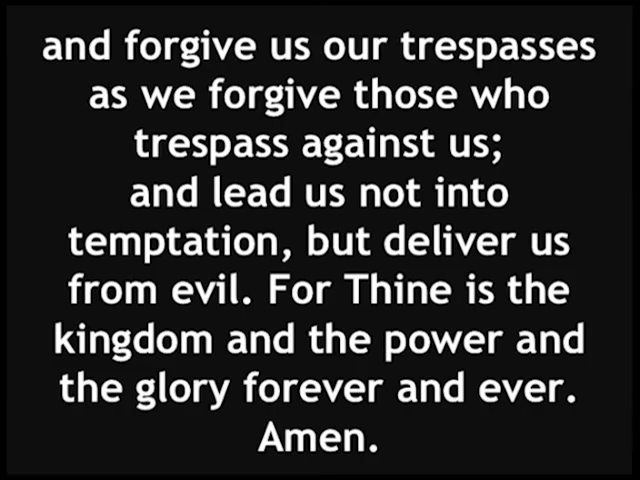 and forgive us our trespasses
as we forgive those who
trespass against us;
and lead us not into
temptation, but deliver us
from evil. For Thine is the
kingdom and the power and
the glory forever and ever.
Amen.